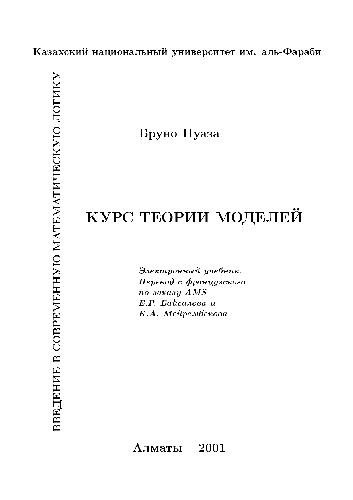 Казахский национальный университет им. аль-Фараби
ВВЕДЕНИЕ В СОВРЕМЕННУЮ МАТЕМАТИЧЕСКУЮ ЛОГИКУ
Бруно Пуаза
КУРС ТЕОРИИ МОДЕЛЕЙ
Электронный учебник.
Перевод с французского
по заказу AMS
Б.Р. Байсалова и
К.А. Мейрембекова
Алматы 2001